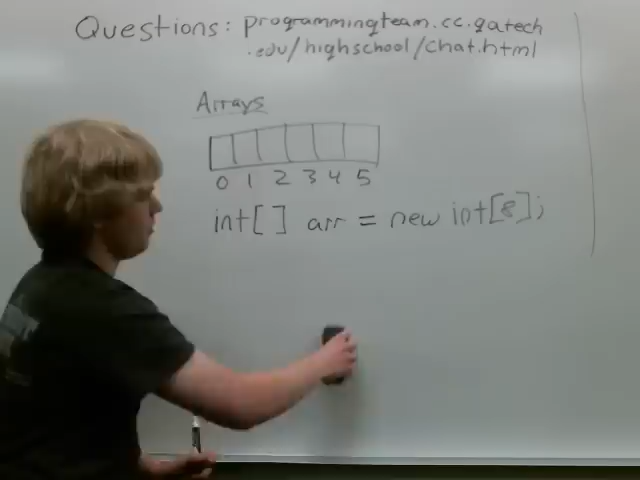 Questions: programmingteam.cc.gatech
.edu/highschool/chat.html
Arrays
0 1 2 3 4 5
int[] arr = new int[8];